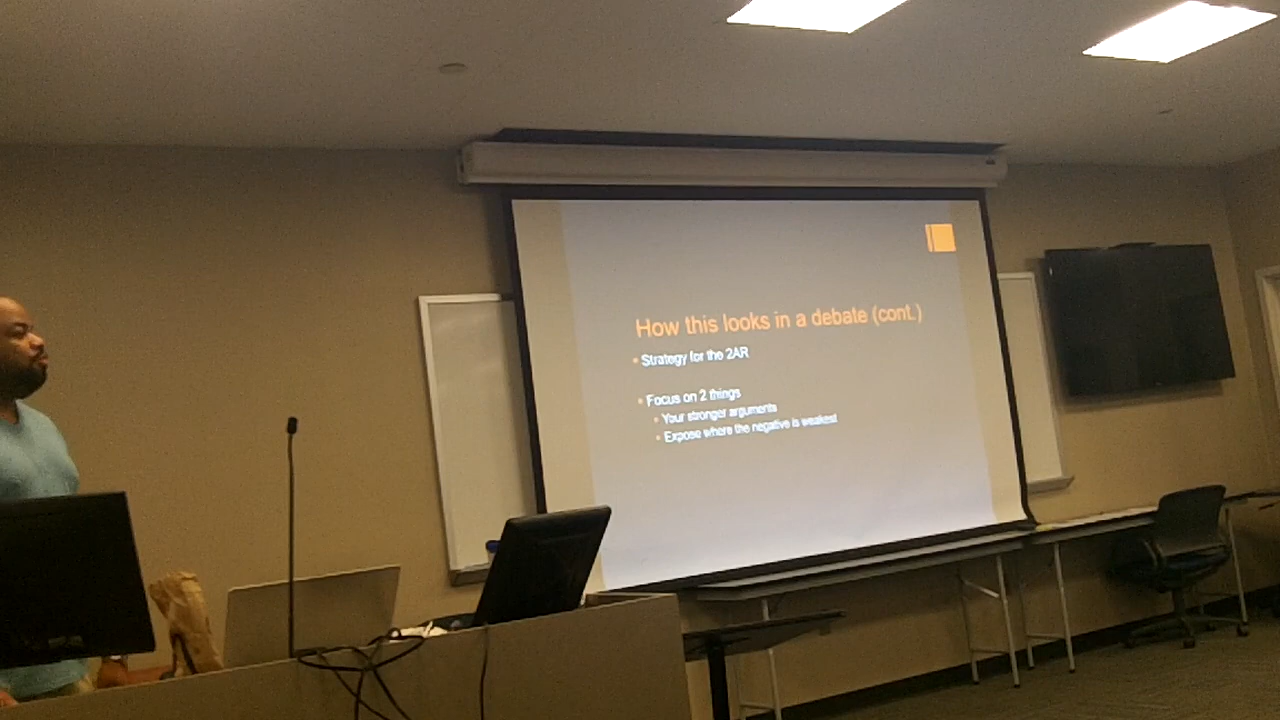 How this looks in a debate (cont.)
Strategy for the 2AR
Focus on 2 things
Your stronger arguments
Expose where the negative is weakest